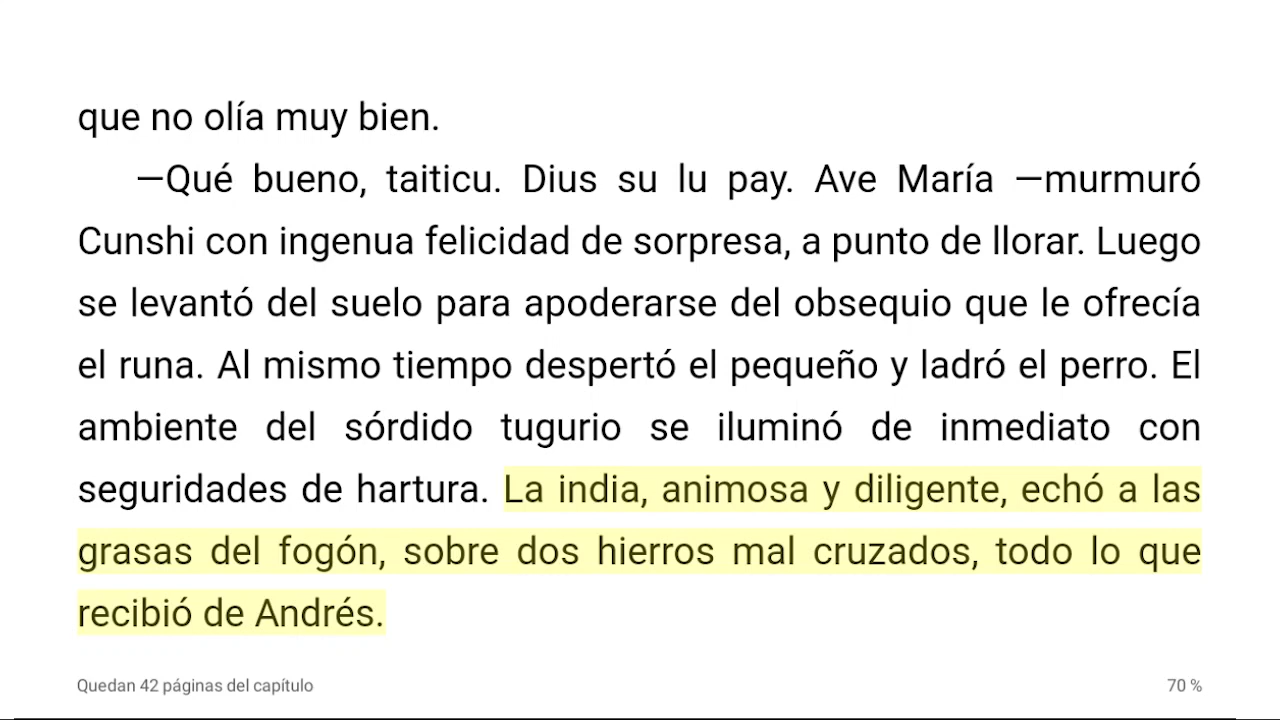 que no olía muy bien.
—Qué bueno, taiticu. Dius su lu pay. Ave María —murmuró
Cunshi con ingenua felicidad de sorpresa, a punto de llorar. Luego
se levantó del suelo para apoderarse del obsequio que le ofrecía
el runa. Al mismo tiempo despertó el pequeño y ladró el perro. El
ambiente del sórdido tugurio se iluminó de inmediato con
seguridades de hartura. La india, animosa y diligente, echó a las
grasas del fogón, sobre dos hierros mal cruzados, todo lo que
recibió de Andrés.
Quedan 42 páginas del capítulo
70 %